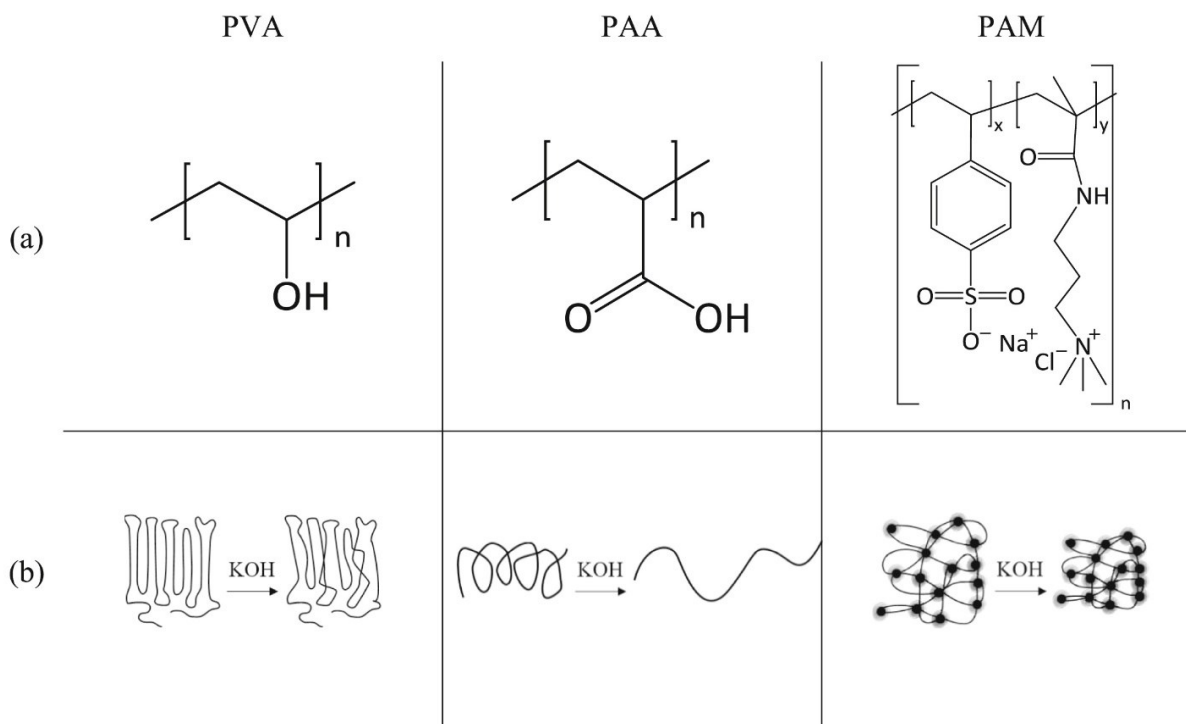 PVA PAA PAM
(a)
[ ] n
OH
[ ] n
O OH
[ [ ] x [ ] y ] n
O
NH
O S O
O− Na+
Cl− N+
(b)
KOH KOH KOH